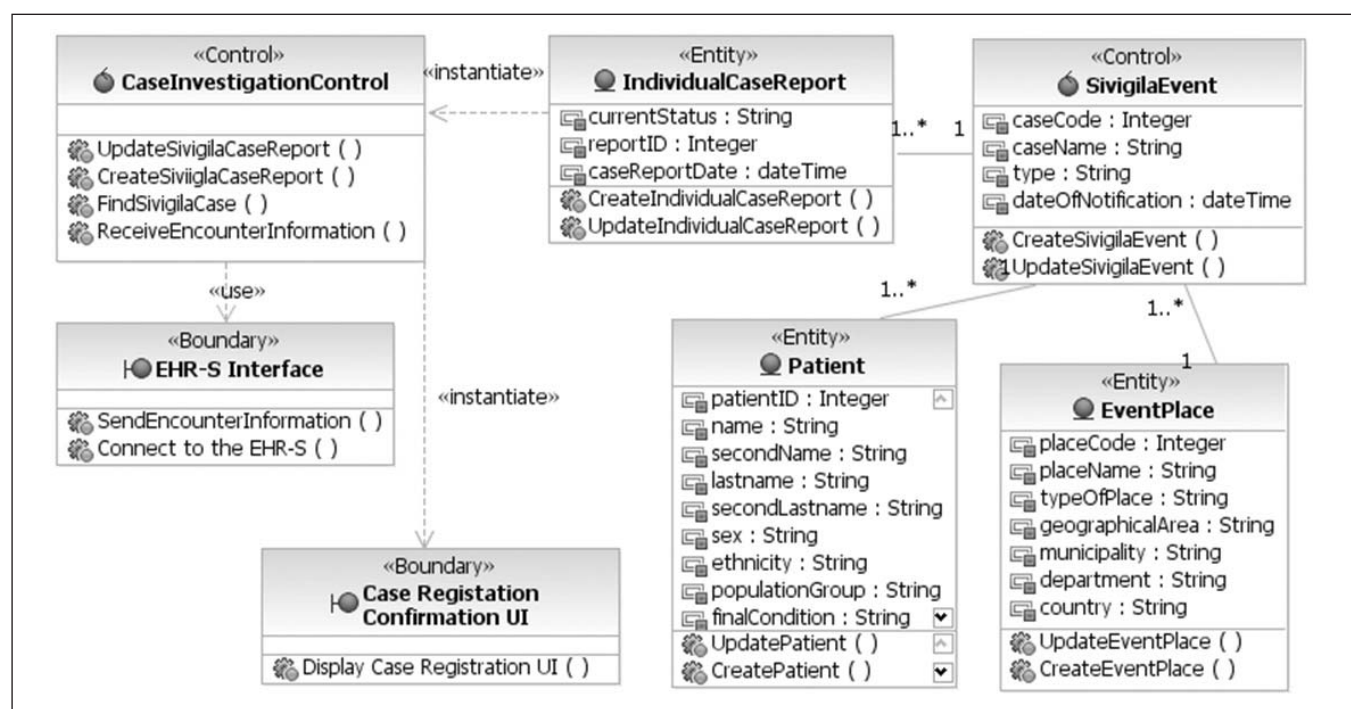 «Control»
CaseInvestigationControl
UpdateSivigilaCaseReport ( )
CreateSiviiglaCaseReport ( )
FindSivigilaCase ( )
ReceiveEncounterInformation ( )
«instantiate»
«Entity»
IndividualCaseReport
currentStatus : String
reportID : Integer
caseReportDate : dateTime
CreateIndividualCaseReport ( )
UpdateIndividualCaseReport ( )
1..*
1
«Control»
SivigilaEvent
caseCode : Integer
caseName : String
type : String
dateOfNotification : dateTime
CreateSivigilaEvent ( )
1
UpdateSivigilaEvent ( )
«use»
«Boundary»
EHR-S Interface
SendEncounterInformation ( )
Connect to the EHR-S ( )
«instantiate»
«Boundary»
Case Registation
Confirmation UI
Display Case Registration UI ( )
1..*
«Entity»
Patient
patientID : Integer
name : String
secondName : String
lastname : String
secondLastname : String
sex : String
ethnicity : String
populationGroup : String
finalCondition : String
UpdatePatient ( )
CreatePatient ( )
1..*
1
«Entity»
EventPlace
placeCode : Integer
placeName : String
typeOfPlace : String
geographicalArea : String
municipality : String
department : String
country : String
UpdateEventPlace ( )
CreateEventPlace ( )